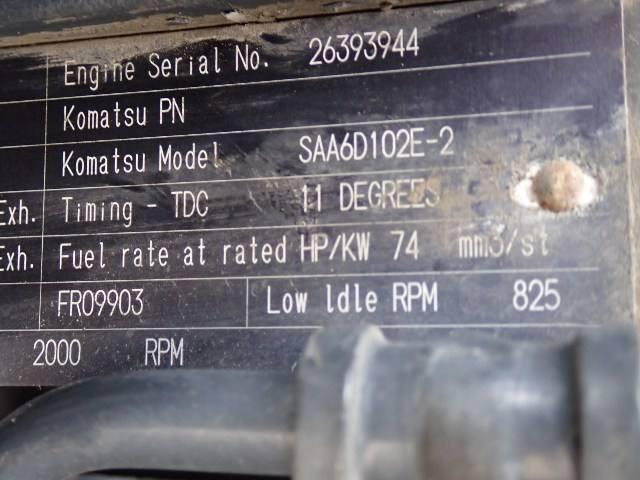 Engine Serial No. 26393944
Komatsu PN
Komatsu Model SAA6D102E-2
Exh. Timing - TDC 11 DEGREES
Exh. Fuel rate at rated HP/KW 74 mm3/st
FR09903 Low ldle RPM 825
2000 RPM